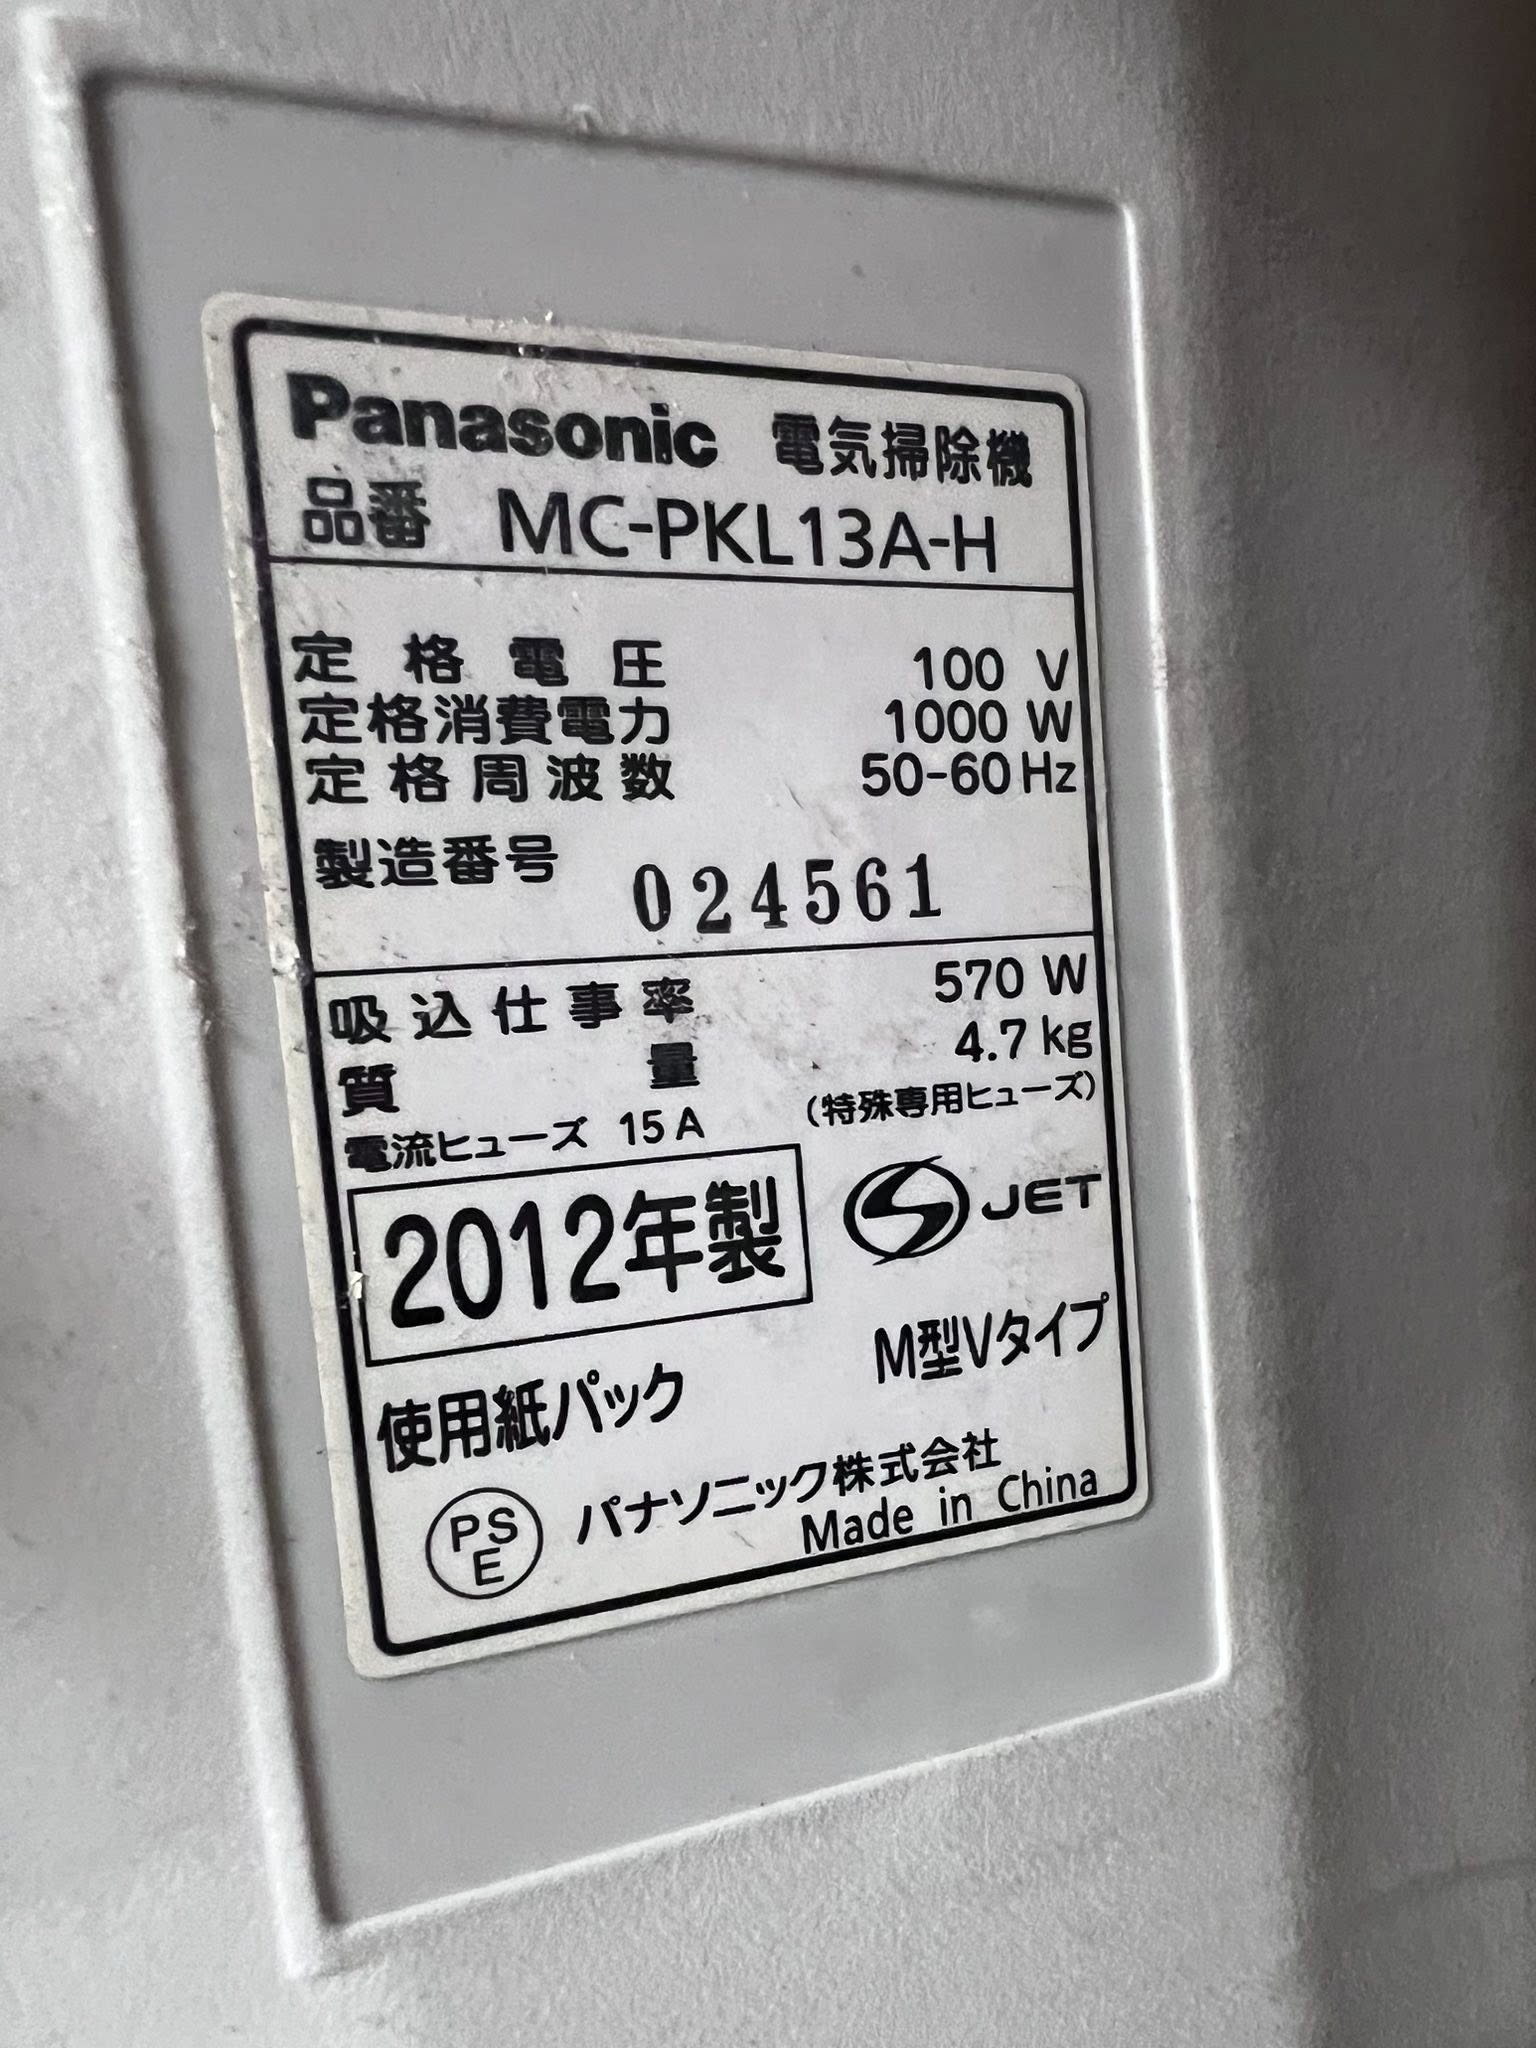 Panasonic 電気掃除機
品番 MC-PKL13A-H
定格電圧 100 V
定格消費電力 1000 W
定格周波数 50-60 Hz
製造番号 024561
吸込仕事率 570 W
質量 4.7 kg
電流ヒューズ 15 A (特殊専用ヒューズ)
2012年製 JET
使用紙パック M型Vタイプ
PSE パナソニック株式会社
Made in China